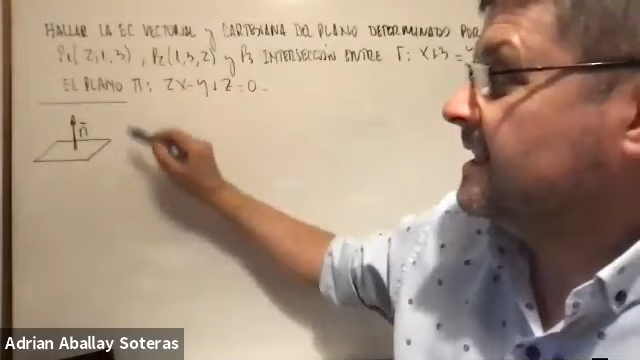 HALLAR LA EC VECTORIAL y CARTESIANA DEL PLANO DETERMINADO POR
P1(2,1,3), P2(1,3,2) y P3 INTERSECCIÓN ENTRE Γ: X+3 =
EL PLANO Π: 2X-y+z=0.
n̄
Adrian Aballay Soteras